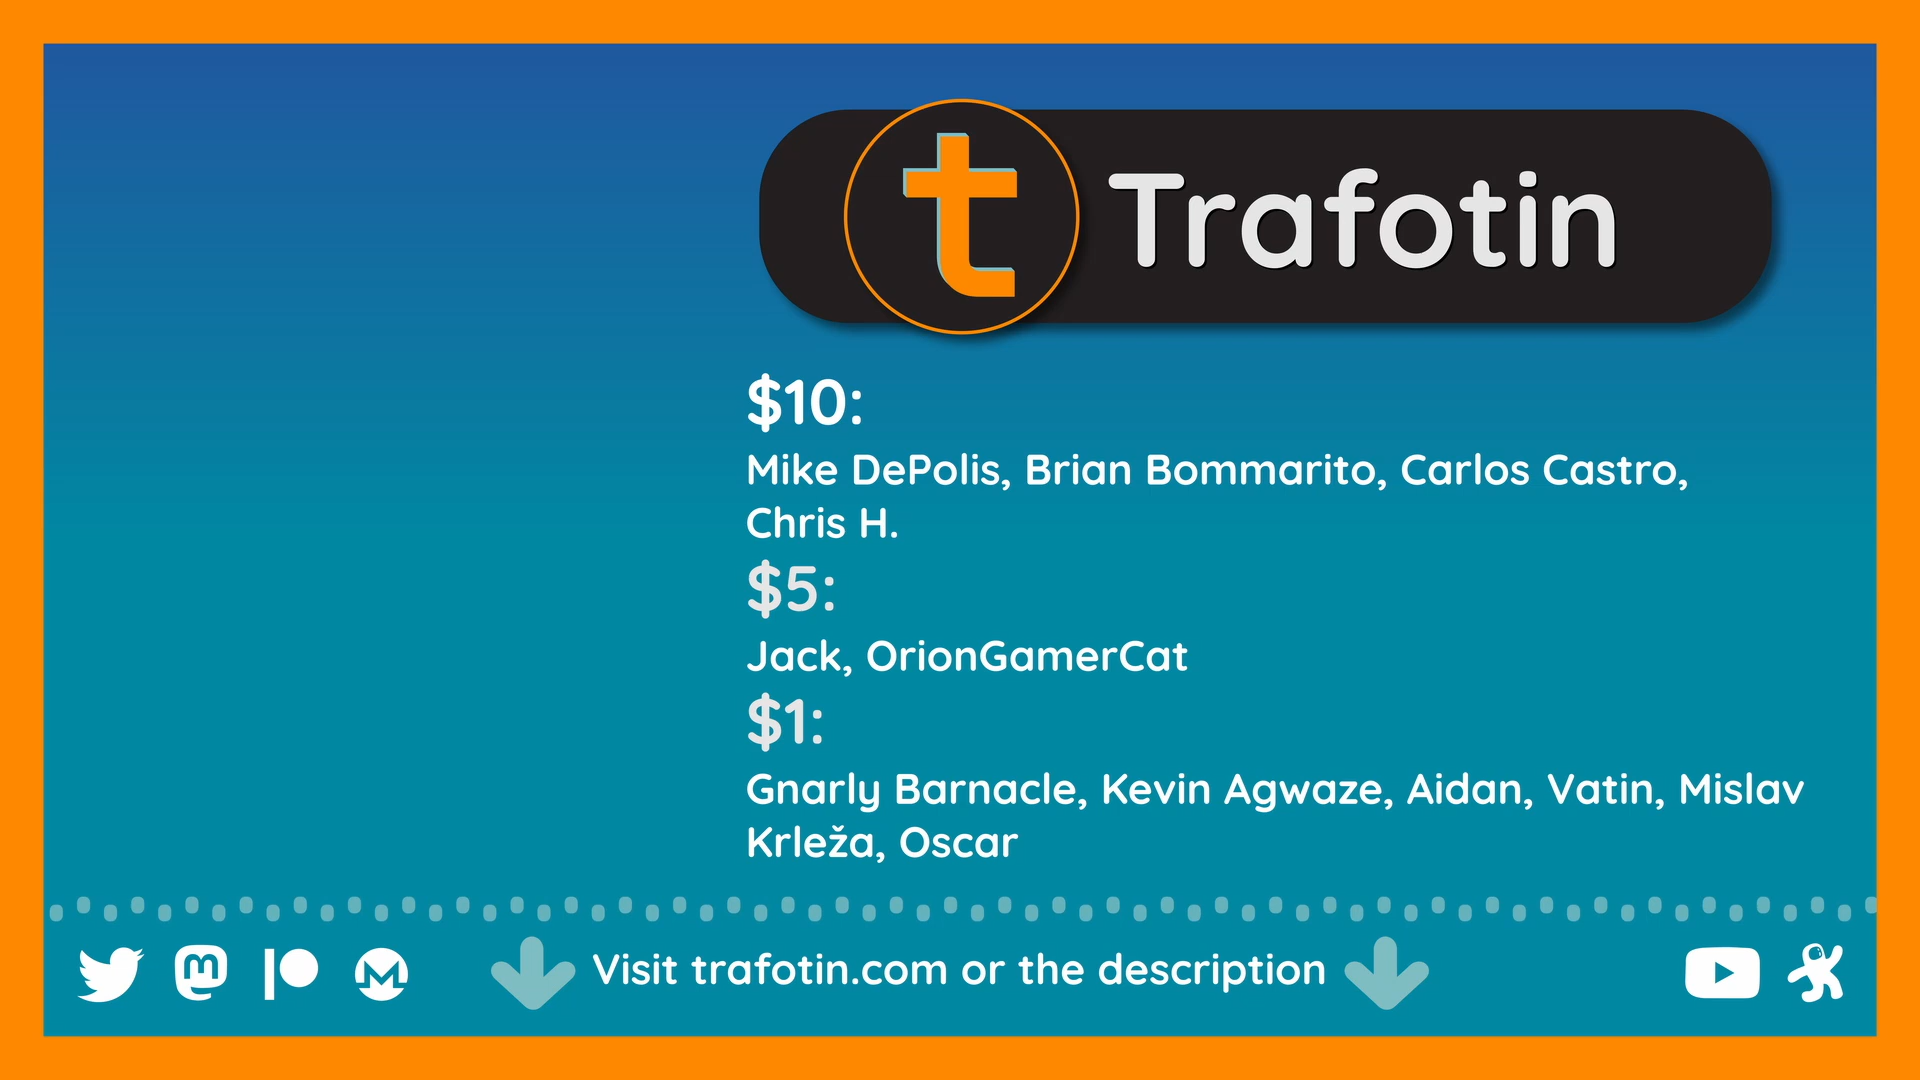 t Trafotin
$10:
Mike DePolis, Brian Bommarito, Carlos Castro,
Chris H.
$5:
Jack, OrionGamerCat
$1:
Gnarly Barnacle, Kevin Agwaze, Aidan, Vatin, Mislav
Krleža, Oscar
Visit trafotin.com or the description